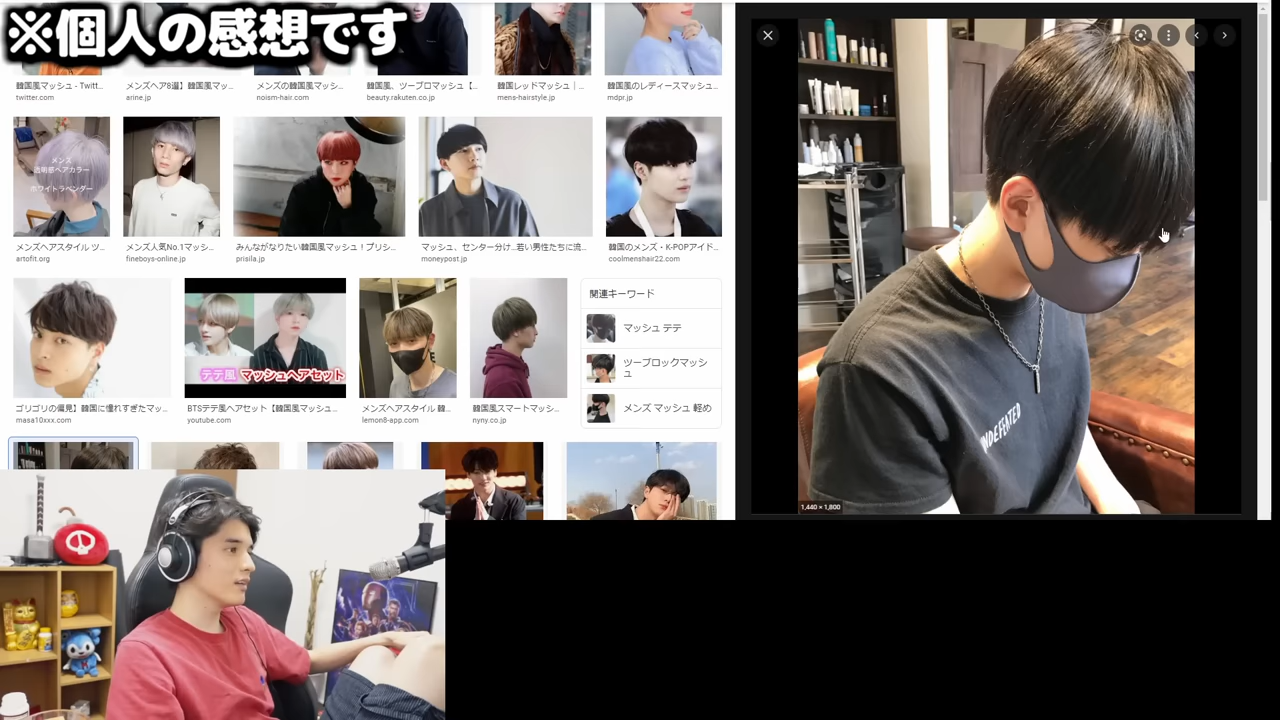 ※個人の感想です
韓国風マッシュ - Twitt...
twitter.com
メンズヘア8選】韓国風マッ...
arine.jp
メンズの韓国風マッシ...
noism-hair.com
韓国風、ツーブロマッシュ【...
beauty.rakuten.co.jp
韓国レッドマッシュ│...
mens-hairstyle.jp
韓国風のレディースマッシュ...
mdpr.jp
メンズ
透明感ヘアカラー
ホワイトラベンダー
メンズヘアスタイル ツ...
artofit.org
メンズ人気No.1マッシ...
fineboys-online.jp
みんながなりたい韓国風マッシュ！プリシ...
prisila.jp
マッシュ、センター分け...若い男性たちに流...
moneypost.jp
韓国のメンズ・K-POPアイド...
coolmenshair22.com
テテ風 マッシュヘアセット
ゴリゴリの偏見】韓国に憧れすぎたマッ...
masa10xxx.com
BTSテテ風ヘアセット【韓国風マッシュ...
youtube.com
メンズヘアスタイル 韓...
lemon8-app.com
韓国風スマートマッシ...
nyny.co.jp
関連キーワード
マッシュ テテ
ツーブロックマッシ
ュ
メンズ マッシュ 軽め
UNDEFEATED
1,440 × 1,800